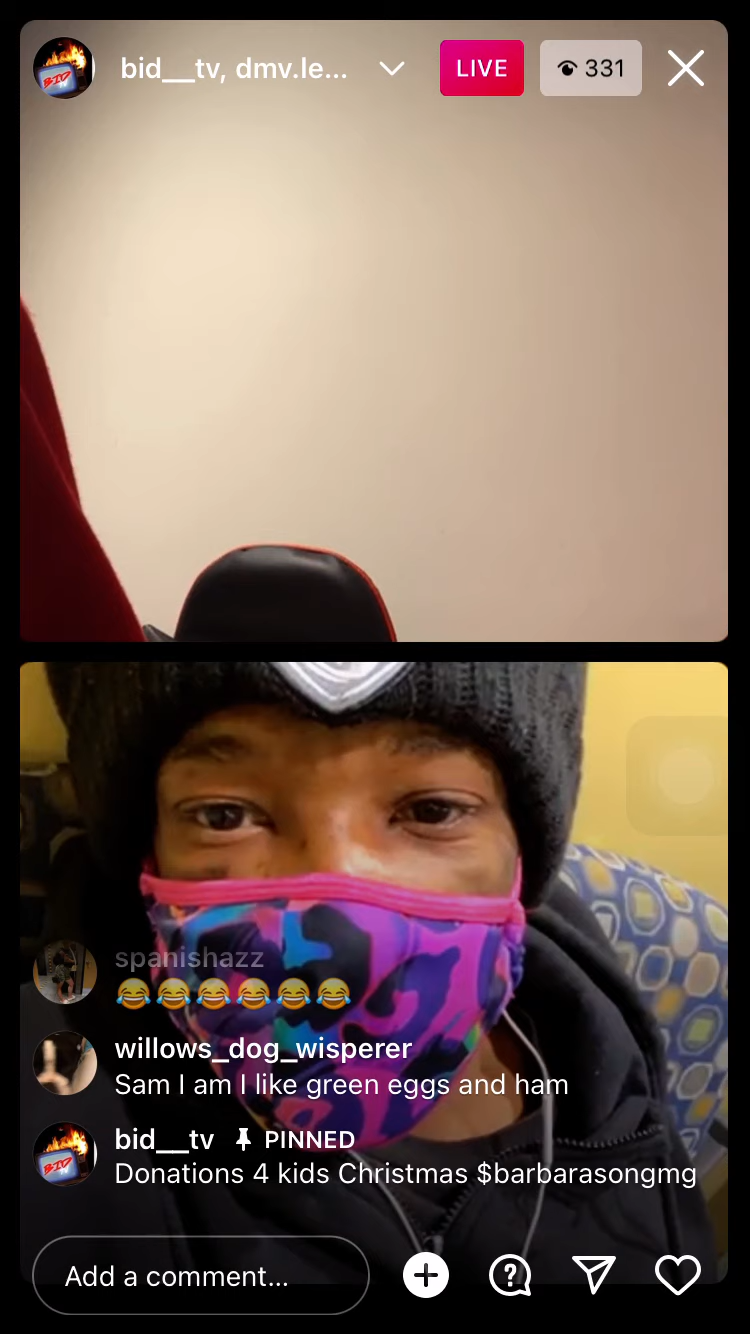 bid__tv, dmv.le...
LIVE
331
spanishazz
😂😂😂😂😂😂
willows_dog_wisperer
Sam I am I like green eggs and ham
bid__tv PINNED
Donations 4 kids Christmas $barbarasongmg
Add a comment...